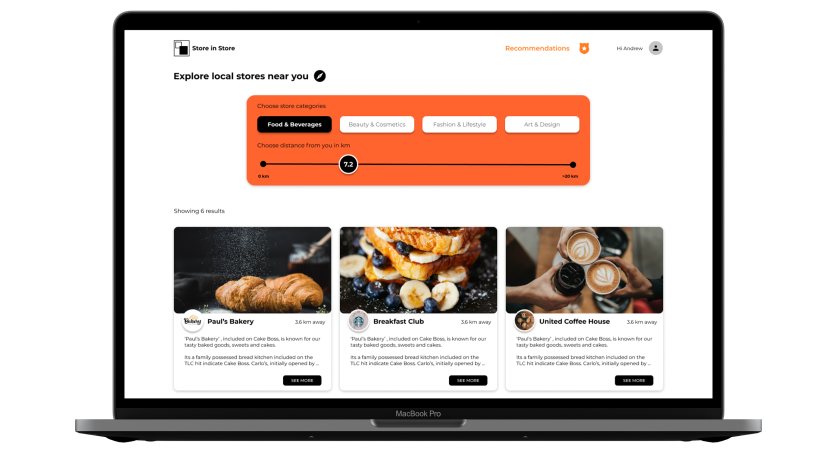 Store in Store
Recommendations
Hi Andrew
Explore local stores near you
Choose store categories
Food & Beverages
Beauty & Cosmetics
Fashion & Lifestyle
Art & Design
Choose distance from you in km
7.2
0 km
>20 km
Showing 6 results
Bakery
Paul's Bakery
3.6 km away
'Paul's Bakery' , included on Cake Boss, is known for our
tasty baked goods, sweets and cakes.
Its a family possessed bread kitchen included on the
TLC hit indicate Cake Boss. Carlo's, initially opened by ...
SEE MORE
Breakfast Club
3.6 km away
'Paul's Bakery' , included on Cake Boss, is known for our
tasty baked goods, sweets and cakes.
Its a family possessed bread kitchen included on the
TLC hit indicate Cake Boss. Carlo's, initially opened by ...
SEE MORE
United Coffee House
3.6 km away
'Paul's Bakery' , included on Cake Boss, is known for our
tasty baked goods, sweets and cakes.
Its a family possessed bread kitchen included on the
TLC hit indicate Cake Boss. Carlo's, initially opened by ...
SEE MORE
MacBook Pro